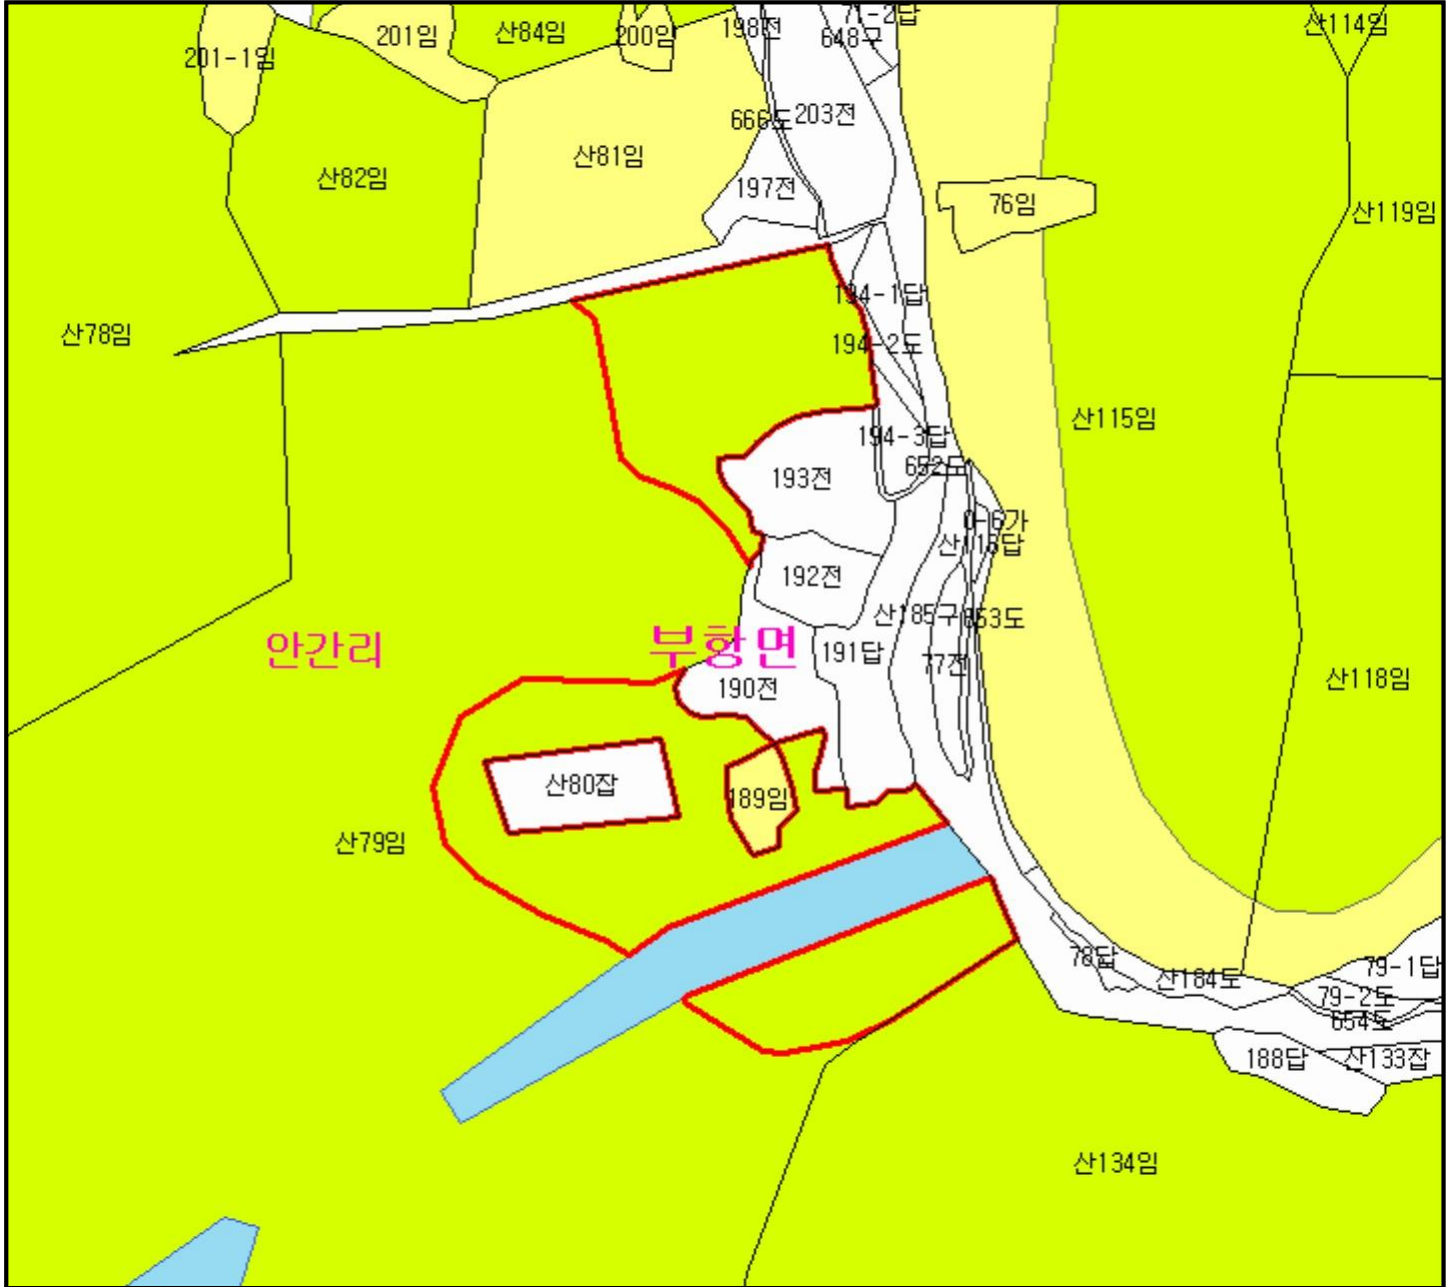 산84임
200임
198전
71-2답
648구
산114임
201임
201-1임
666도
203전
산81임
산82임
197전
76임
산119임
194-1답
산78임
194-2도
산115임
194-3답
652도
193전
산116답
192전
산185구
653도
안간리
부항면
191답
77전
190전
산118임
산80잡
189임
산79임
78답
산184도
79-1답
79-2도
654도
188답
산133잡
산134임